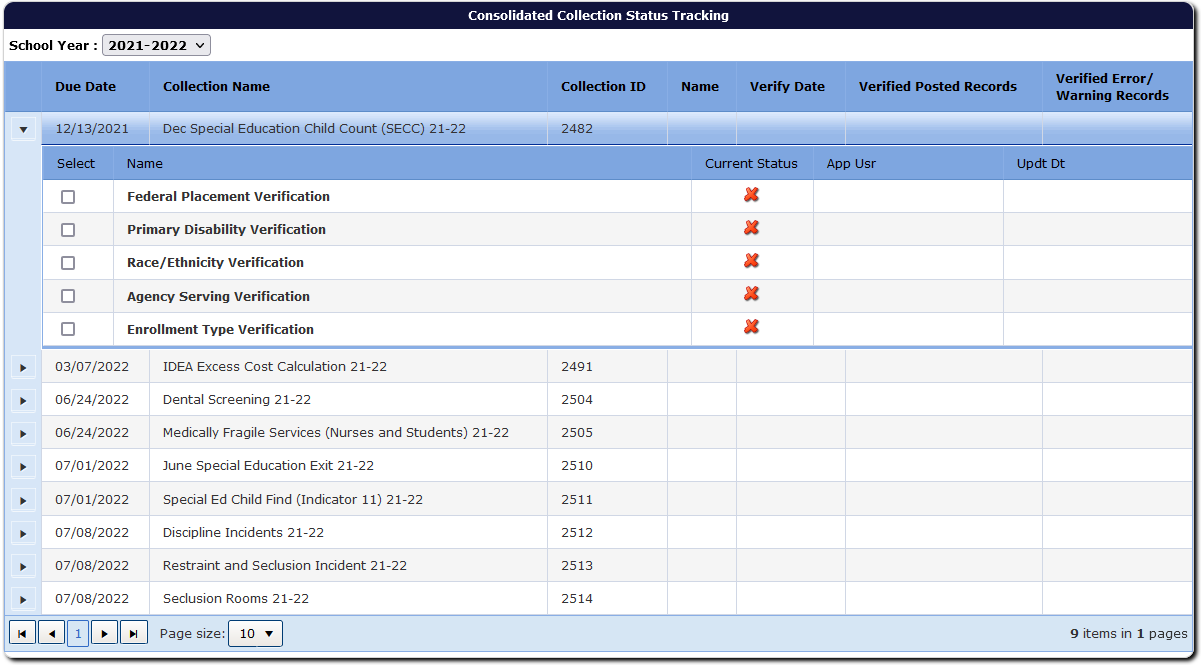 Consolidated Collection Status Tracking
School Year : 2021-2022
Due Date Collection Name Collection ID Name Verify Date Verified Posted Records Verified Error/
Warning Records
12/13/2021 Dec Special Education Child Count (SECC) 21-22 2482
Select Name Current Status App Usr Updt Dt
Federal Placement Verification
Primary Disability Verification
Race/Ethnicity Verification
Agency Serving Verification
Enrollment Type Verification
03/07/2022 IDEA Excess Cost Calculation 21-22 2491
06/24/2022 Dental Screening 21-22 2504
06/24/2022 Medically Fragile Services (Nurses and Students) 21-22 2505
07/01/2022 June Special Education Exit 21-22 2510
07/01/2022 Special Ed Child Find (Indicator 11) 21-22 2511
07/08/2022 Discipline Incidents 21-22 2512
07/08/2022 Restraint and Seclusion Incident 21-22 2513
07/08/2022 Seclusion Rooms 21-22 2514
1 Page size: 10 9 items in 1 pages